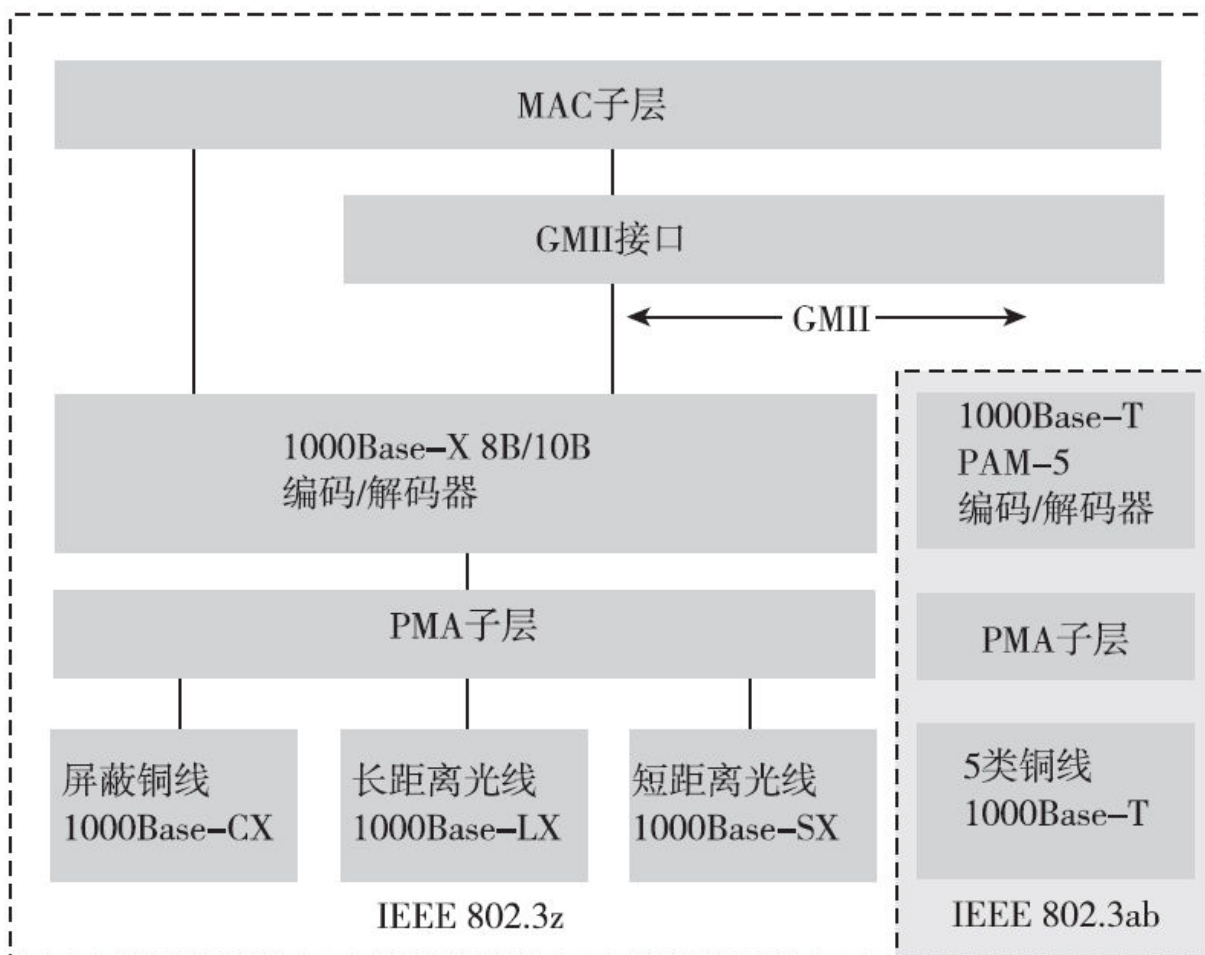 MAC子层
GMII接口
GMII
1000Base–X 8B/10B
编码/解码器
1000Base–T
PAM–5
编码/解码器
PMA子层
PMA子层
屏蔽铜线
1000Base–CX
长距离光线
1000Base–LX
短距离光线
1000Base–SX
5类铜线
1000Base–T
IEEE 802.3z
IEEE 802.3ab